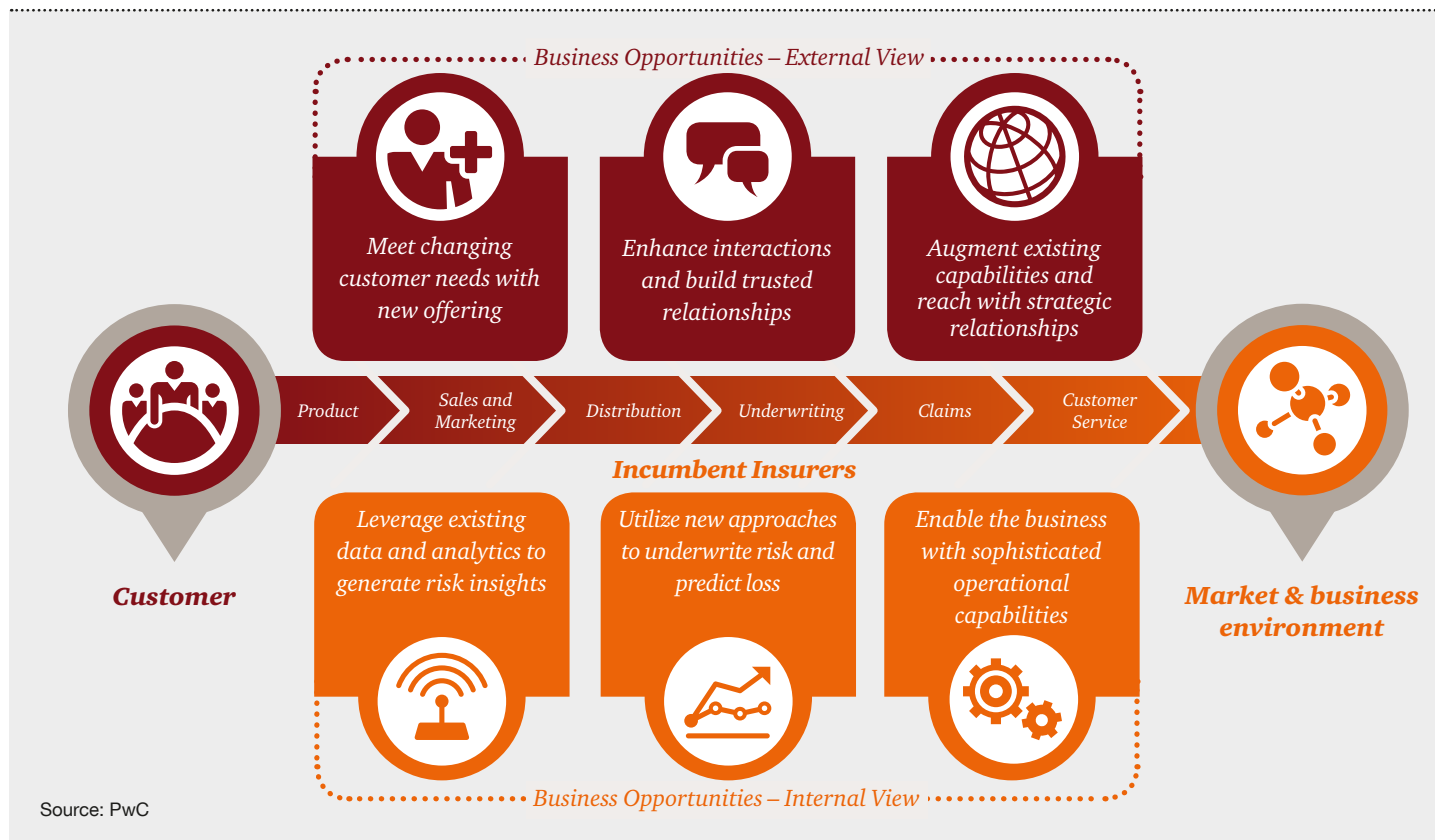 Business Opportunities – External View
Meet changing
customer needs with
new offering
Enhance interactions
and build trusted
relationships
Augment existing
capabilities and
reach with strategic
relationships
Product
Sales and
Marketing
Distribution
Underwriting
Claims
Customer
Service
Incumbent Insurers
Customer
Market & business
environment
Leverage existing
data and analytics to
generate risk insights
Utilize new approaches
to underwrite risk and
predict loss
Enable the business
with sophisticated
operational
capabilities
Business Opportunities – Internal View
Source: PwC